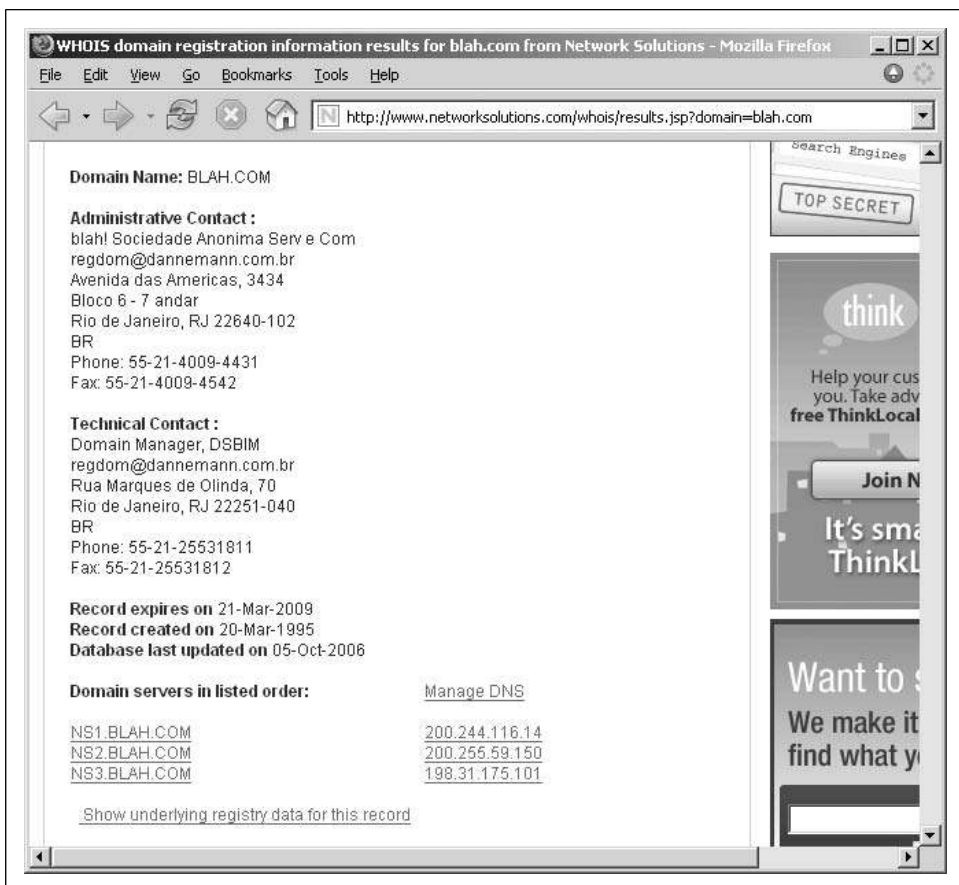 WHOIS domain registration information results for blah.com from Network Solutions - Mozilla Firefox
File Edit View Go Bookmarks Tools Help
http://www.networksolutions.com/whois/results.jsp?domain=blah.com
Domain Name: BLAH.COM
Administrative Contact :
blah! Sociedade Anonima Serv e Com
regdom@dannemann.com.br
Avenida das Americas, 3434
Bloco 6 - 7 andar
Rio de Janeiro, RJ 22640-102
BR
Phone: 55-21-4009-4431
Fax: 55-21-4009-4542
Technical Contact :
Domain Manager, DSBIM
regdom@dannemann.com.br
Rua Marques de Olinda, 70
Rio de Janeiro, RJ 22251-040
BR
Phone: 55-21-25531811
Fax: 55-21-25531812
Record expires on 21-Mar-2009
Record created on 20-Mar-1995
Database last updated on 05-Oct-2006
Domain servers in listed order: Manage DNS
NS1.BLAH.COM 200.244.116.14
NS2.BLAH.COM 200.255.59.150
NS3.BLAH.COM 198.31.175.101
Show underlying registry data for this record
Search Engines
TOP SECRET
think
Help your cus
you. Take adv
free ThinkLocal
Join N
It's sma
ThinkL
Want to s
We make it
find what y